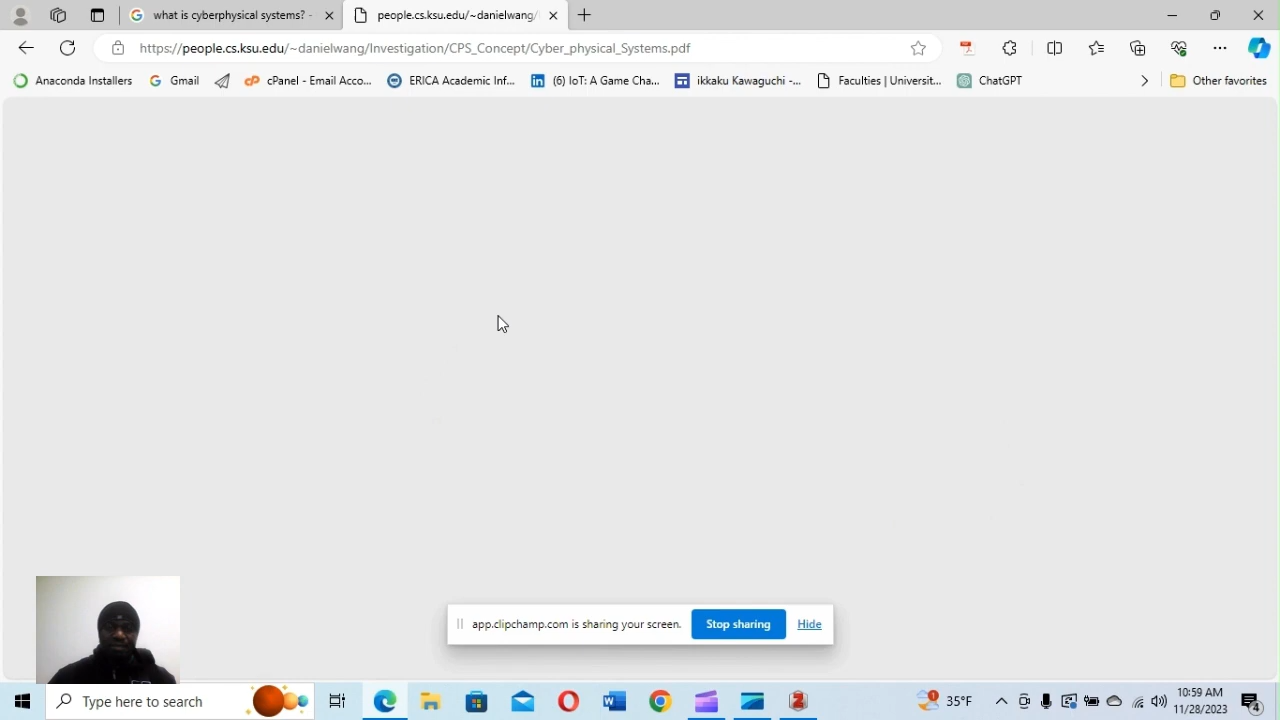 what is cyberphysical systems? -
people.cs.ksu.edu/~danielwang/
https://people.cs.ksu.edu/~danielwang/Investigation/CPS_Concept/Cyber_physical_Systems.pdf
Anaconda Installers
Gmail
cPanel - Email Acco...
ERICA Academic Inf...
(6) IoT: A Game Cha...
ikkaku Kawaguchi -...
Faculties | Universit...
ChatGPT
Other favorites
app.clipchamp.com is sharing your screen.
Stop sharing
Hide
Type here to search
1
35°F
10:59 AM
11/28/2023
4